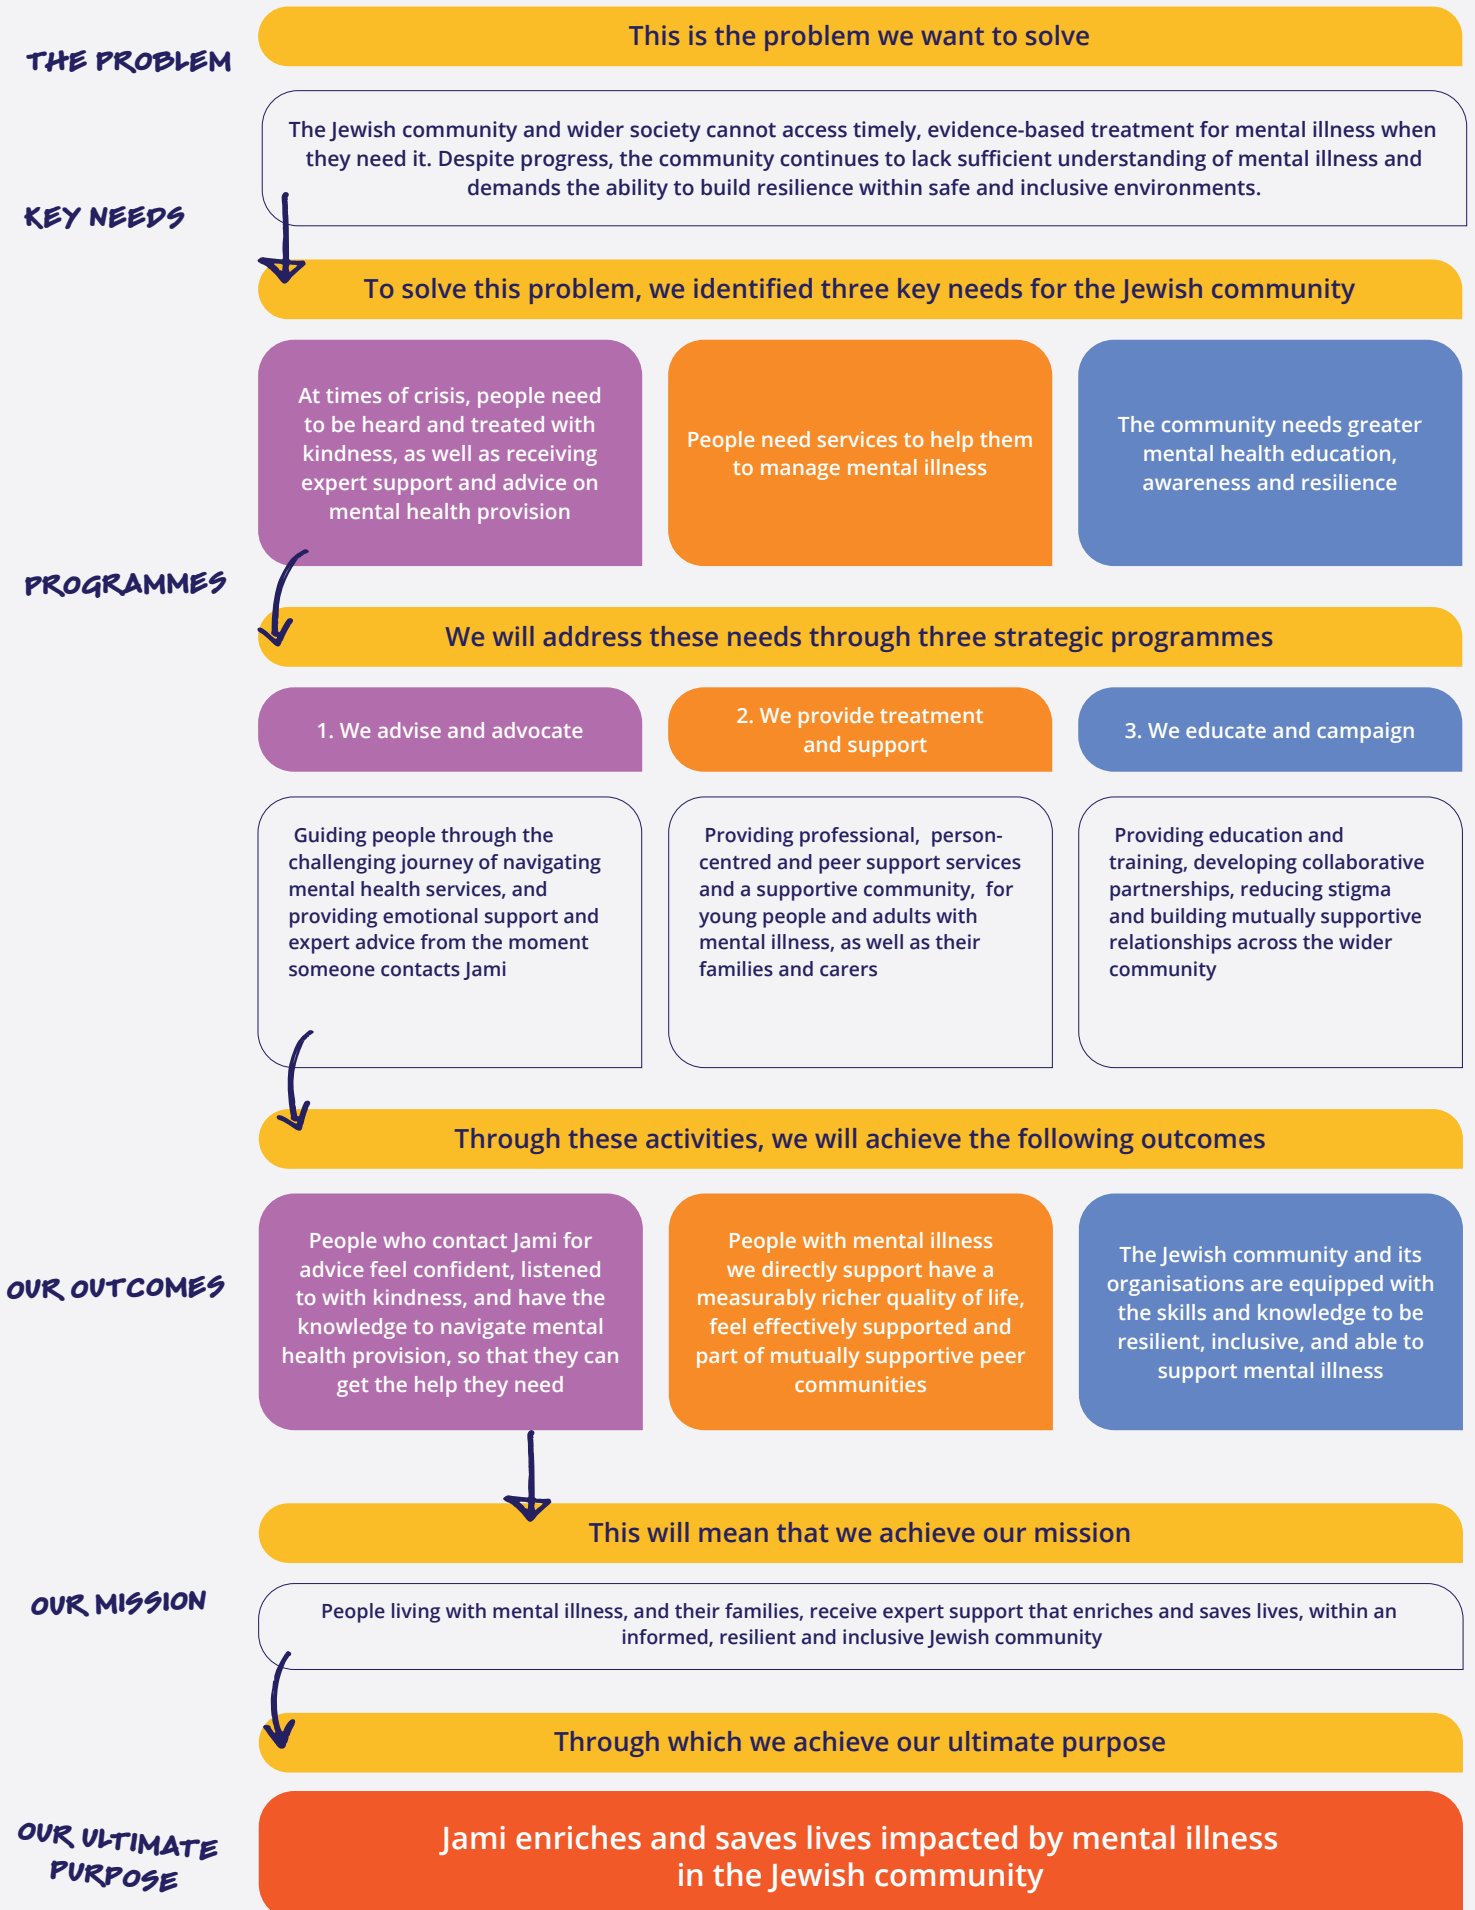 THE PROBLEM
This is the problem we want to solve
The Jewish community and wider society cannot access timely, evidence-based treatment for mental illness when
they need it. Despite progress, the community continues to lack sufficient understanding of mental illness and
demands the ability to build resilience within safe and inclusive environments.
KEY NEEDS
To solve this problem, we identified three key needs for the Jewish community
At times of crisis, people need
to be heard and treated with
kindness, as well as receiving
expert support and advice on
mental health provision
People need services to help them
to manage mental illness
The community needs greater
mental health education,
awareness and resilience
PROGRAMMES
We will address these needs through three strategic programmes
1. We advise and advocate
2. We provide treatment
and support
3. We educate and campaign
Guiding people through the
challenging journey of navigating
mental health services, and
providing emotional support and
expert advice from the moment
someone contacts Jami
Providing professional, person-
centred and peer support services
and a supportive community, for
young people and adults with
mental illness, as well as their
families and carers
Providing education and
training, developing collaborative
partnerships, reducing stigma
and building mutually supportive
relationships across the wider
community
Through these activities, we will achieve the following outcomes
OUR OUTCOMES
People who contact Jami for
advice feel confident, listened
to with kindness, and have the
knowledge to navigate mental
health provision, so that they can
get the help they need
People with mental illness
we directly support have a
measurably richer quality of life,
feel effectively supported and
part of mutually supportive peer
communities
The Jewish community and its
organisations are equipped with
the skills and knowledge to be
resilient, inclusive, and able to
support mental illness
This will mean that we achieve our mission
OUR MISSION
People living with mental illness, and their families, receive expert support that enriches and saves lives, within an
informed, resilient and inclusive Jewish community
Through which we achieve our ultimate purpose
OUR ULTIMATE
PURPOSE
Jami enriches and saves lives impacted by mental illness
in the Jewish community